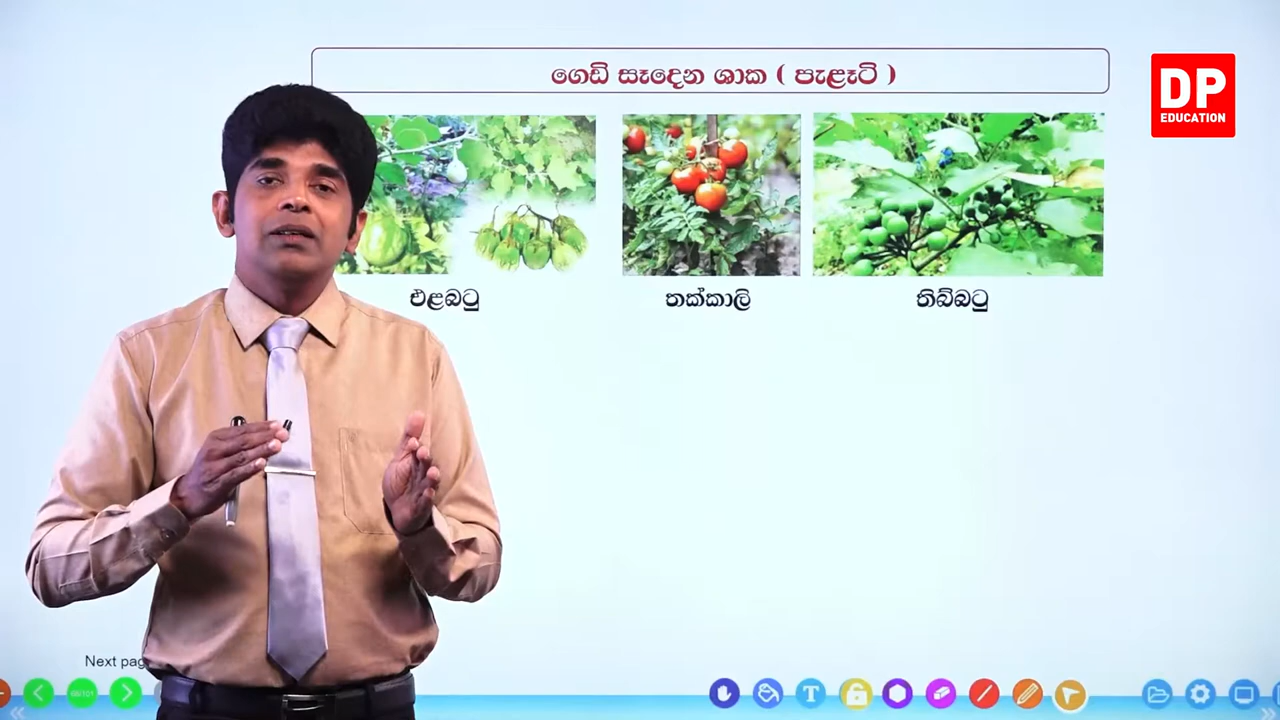 ගෙඩි සෑදෙන ශාක ( පැළෑටි )
DP
EDUCATION
එළබටු
තක්කාලි
තිබ්බටු
Next pag
T